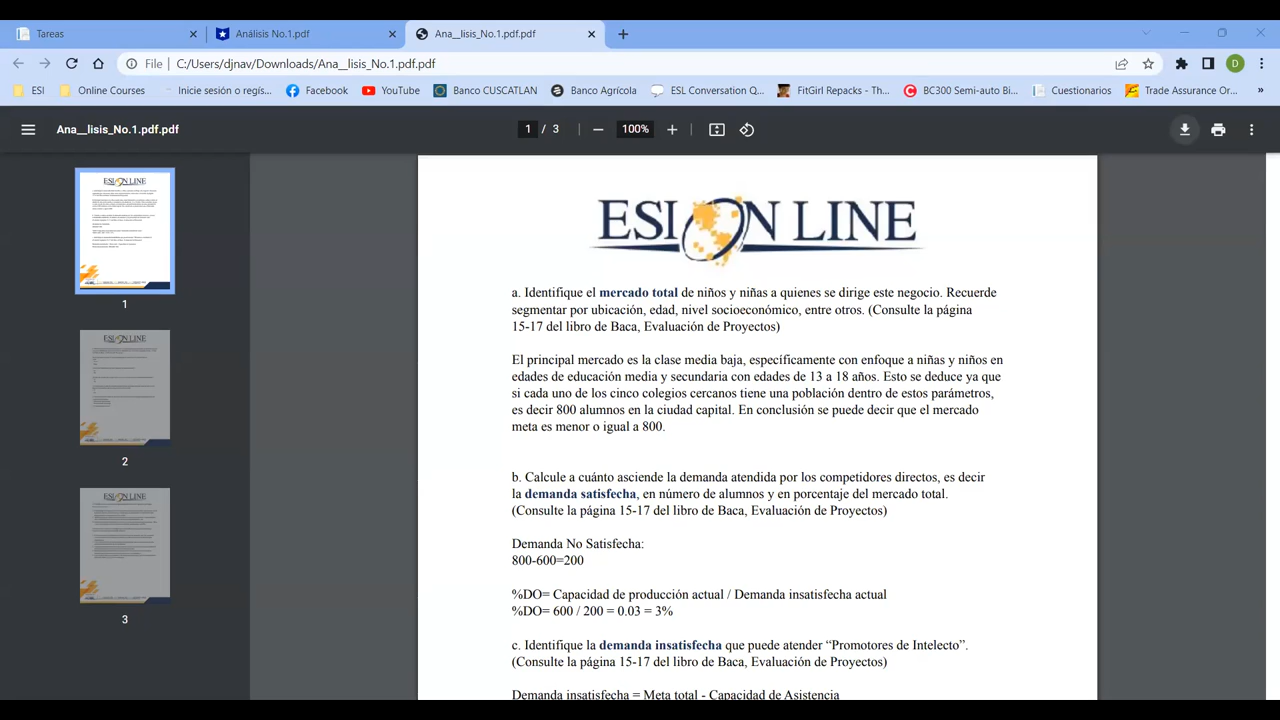 Tareas
Análisis No.1.pdf
Ana__lisis_No.1.pdf.pdf
File
C:/Users/djnav/Downloads/Ana__lisis_No.1.pdf.pdf
D
ESI
Online Courses
Inicie sesión o regís...
Facebook
YouTube
Banco CUSCATLAN
Banco Agrícola
ESL Conversation Q...
FitGirl Repacks - Th...
BC300 Semi-auto Bi...
Cuestionarios
Trade Assurance Or...
»
Ana__lisis_No.1.pdf.pdf
1 / 3
100%
ESI ON LINE
1
2
3
ESI ON LINE
a. Identifique el mercado total de niños y niñas a quienes se dirige este negocio. Recuerde
segmentar por ubicación, edad, nivel socioeconómico, entre otros. (Consulte la página
15-17 del libro de Baca, Evaluación de Proyectos)
El principal mercado es la clase media baja, específicamente con enfoque a niñas y niños en
edades de educación media y secundaria con edades de 13 a 18 años. Esto se deduce ya que
si cada uno de los cinco colegios cercanos tiene una población dentro de estos parámetros,
es decir 800 alumnos en la ciudad capital. En conclusión se puede decir que el mercado
meta es menor o igual a 800.
b. Calcule a cuánto asciende la demanda atendida por los competidores directos, es decir
la demanda satisfecha, en número de alumnos y en porcentaje del mercado total.
(Consulte la página 15-17 del libro de Baca, Evaluación de Proyectos)
Demanda No Satisfecha:
800-600=200
%DO= Capacidad de producción actual / Demanda insatisfecha actual
%DO= 600 / 200 = 0.03 = 3%
c. Identifique la demanda insatisfecha que puede atender “Promotores de Intelecto”.
(Consulte la página 15-17 del libro de Baca, Evaluación de Proyectos)
Demanda insatisfecha = Meta total - Capacidad de Asistencia